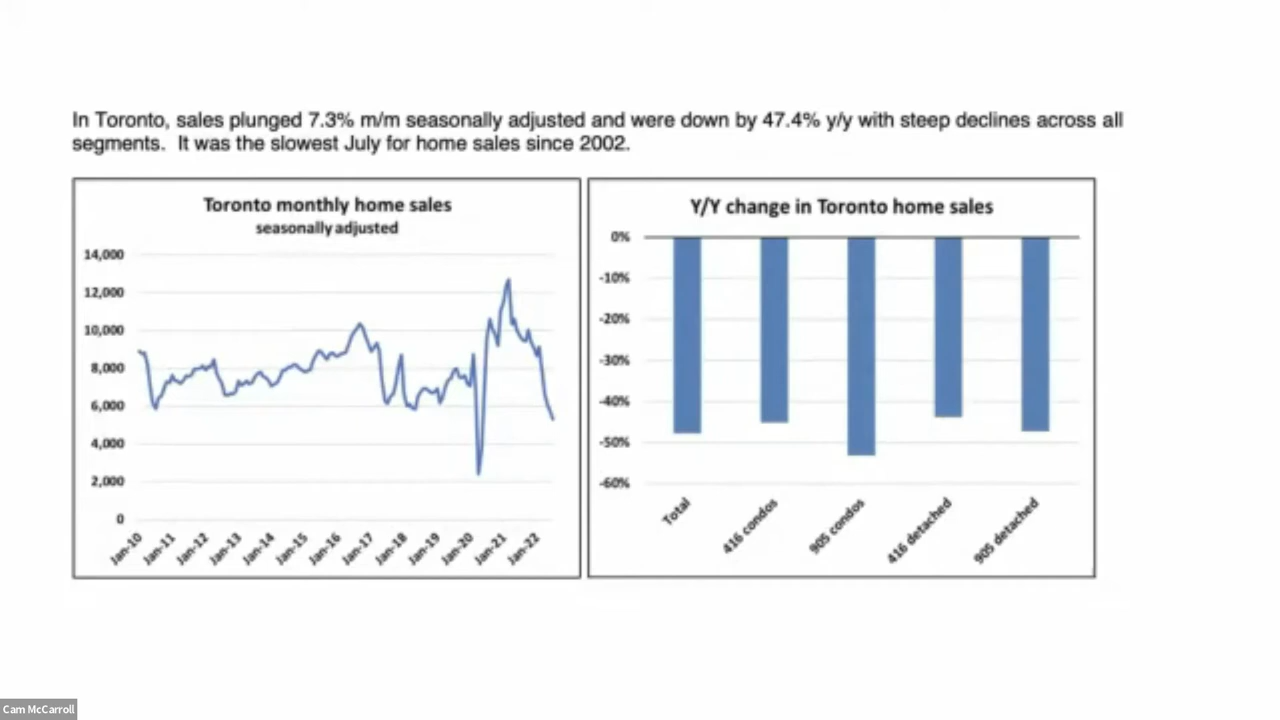 In Toronto, sales plunged 7.3% m/m seasonally adjusted and were down by 47.4% y/y with steep declines across all
segments.  It was the slowest July for home sales since 2002.
Toronto monthly home sales
seasonally adjusted
14,000
12,000
10,000
8,000
6,000
4,000
2,000
0
Jan-10
Jan-11
Jan-12
Jan-13
Jan-14
Jan-15
Jan-16
Jan-17
Jan-18
Jan-19
Jan-20
Jan-21
Jan-22
Y/Y change in Toronto home sales
0%
-10%
-20%
-30%
-40%
-50%
-60%
Total
416 condos
905 condos
416 detached
905 detached
Cam McCarroll